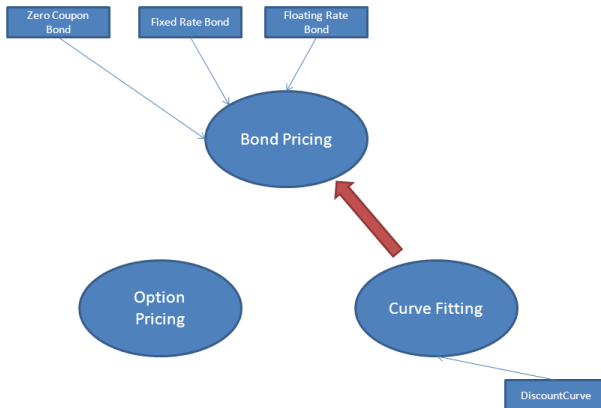 Zero Coupon
Bond
Fixed Rate Bond
Floating Rate
Bond
Bond Pricing
Option
Pricing
Curve Fitting
DiscountCurve